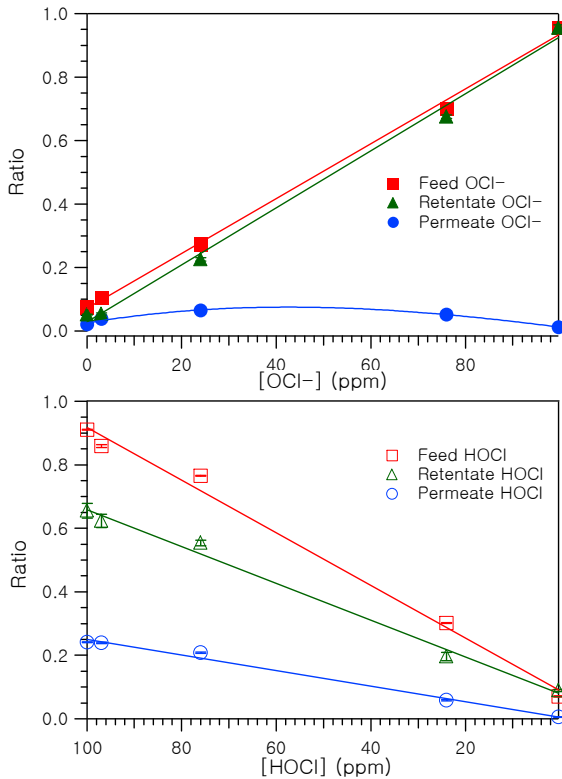 1.0
0.8
0.6
0.4
0.2
0.0
Ratio
Feed OCl−
Retentate OCl−
Permeate OCl−
0
20
40
60
80
[OCl−] (ppm)
1.0
0.8
0.6
0.4
0.2
0.0
Ratio
Feed HOCl
Retentate HOCl
Permeate HOCl
100
80
60
40
20
[HOCl] (ppm)